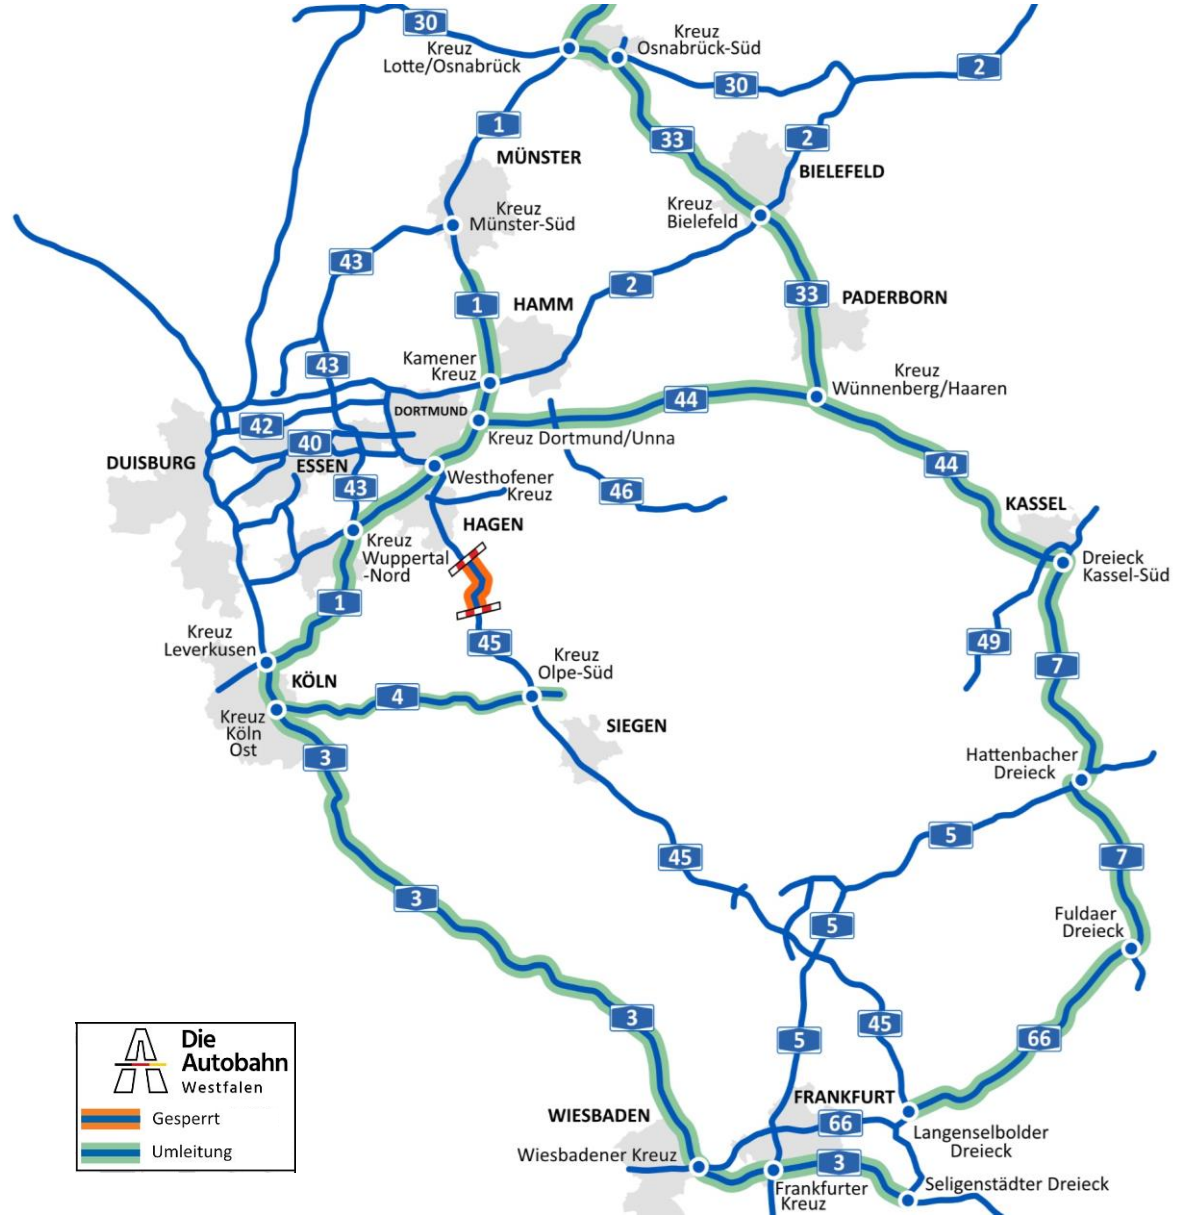 30
Kreuz
Lotte/Osnabrück
Kreuz
Osnabrück-Süd
2
30
1
33
2
MÜNSTER
BIELEFELD
Kreuz
Münster-Süd
Kreuz
Bielefeld
43
2
33
PADERBORN
1
HAMM
43
Kamener
Kreuz
Kreuz
Wünnenberg/Haaren
44
DORTMUND
42
40
Kreuz Dortmund/Unna
DUISBURG
ESSEN
44
43
Westhofener
Kreuz
46
KASSEL
HAGEN
Kreuz
Wuppertal
-Nord
Dreieck
Kassel-Süd
1
Kreuz
Leverkusen
45
49
Kreuz
Olpe-Süd
7
KÖLN
4
Kreuz
Köln
Ost
SIEGEN
3
Hattenbacher
Dreieck
5
45
7
3
5
Fuldaer
Dreieck
3
45
5
66
Die
Autobahn
Westfalen
Gesperrt
Umleitung
WIESBADEN
FRANKFURT
66
Langenselbolder
Dreieck
Wiesbadener Kreuz
3
Frankfurter
Kreuz
Seligenstädter Dreieck